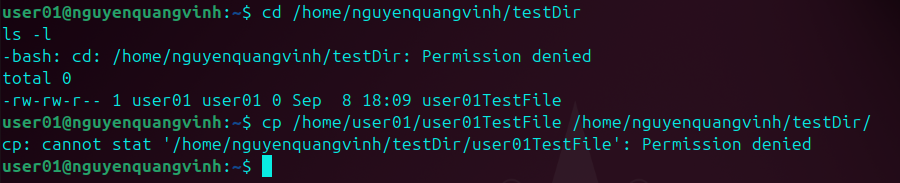 user01@nguyenquangvinh:~$ cd /home/nguyenquangvinh/testDir
ls -l
-bash: cd: /home/nguyenquangvinh/testDir: Permission denied
total 0
-rw-rw-r-- 1 user01 user01 0 Sep  8 18:09 user01TestFile
user01@nguyenquangvinh:~$ cp /home/user01/user01TestFile /home/nguyenquangvinh/testDir/
cp: cannot stat '/home/nguyenquangvinh/testDir/user01TestFile': Permission denied
user01@nguyenquangvinh:~$